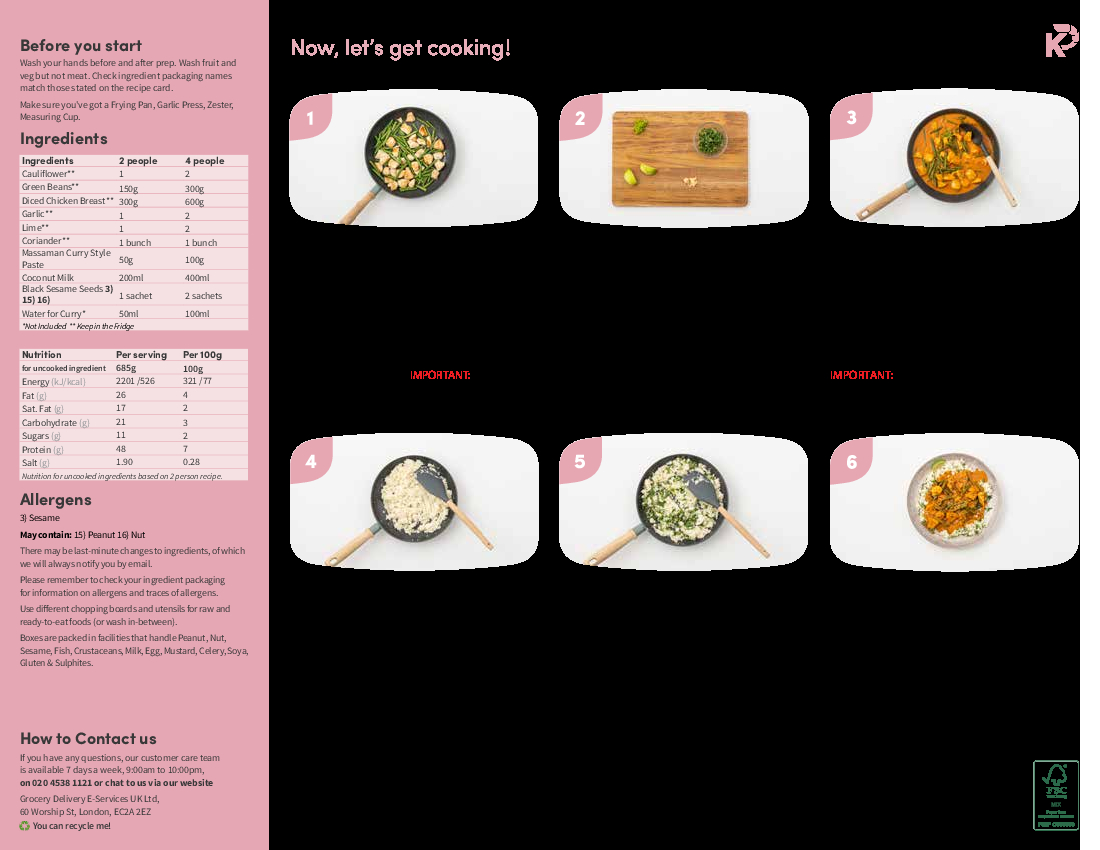 Before you start
Wash your hands before and after prep. Wash fruit and
veg but not meat. Check ingredient packaging names
match those stated on the recipe card.
Make sure you've got a Frying Pan, Garlic Press, Zester,
Measuring Cup.
Ingredients
Ingredients 2 people 4 people
Cauliflower** 1 2
Green Beans** 150g 300g
Diced Chicken Breast** 300g 600g
Garlic** 1 2
Lime** 1 2
Coriander** 1 bunch 1 bunch
Massaman Curry Style
Paste 50g 100g
Coconut Milk 200ml 400ml
Black Sesame Seeds 3)
15) 16) 1 sachet 2 sachets
Water for Curry* 50ml 100ml
*Not Included ** Keep in the Fridge
Nutrition Per serving Per 100g
for uncooked ingredient 685g 100g
Energy (kJ/kcal) 2201 /526 321 /77
Fat (g) 26 4
Sat. Fat (g) 17 2
Carbohydrate (g) 21 3
Sugars (g) 11 2
Protein (g) 48 7
Salt (g) 1.90 0.28
Nutrition for uncooked ingredients based on 2 person recipe.
Allergens
3) Sesame
May contain: 15) Peanut 16) Nut
There may be last-minute changes to ingredients, of which
we will always notify you by email.
Please remember to check your ingredient packaging
for information on allergens and traces of allergens.
Use different chopping boards and utensils for raw and
ready-to-eat foods (or wash in-between).
Boxes are packed in facilities that handle Peanut, Nut,
Sesame, Fish, Crustaceans, Milk, Egg, Mustard, Celery, Soya,
Gluten & Sulphites.
How to Contact us
If you have any questions, our customer care team
is available 7 days a week, 9:00am to 10:00pm,
on 020 4538 1121 or chat to us via our website
Grocery Delivery E-Services UK Ltd,
60 Worship St, London, EC2A 2EZ
You can recycle me!
Now, let's get cooking!
K
1
2
3
IMPORTANT:
IMPORTANT:
4
5
6
FSC
MIX